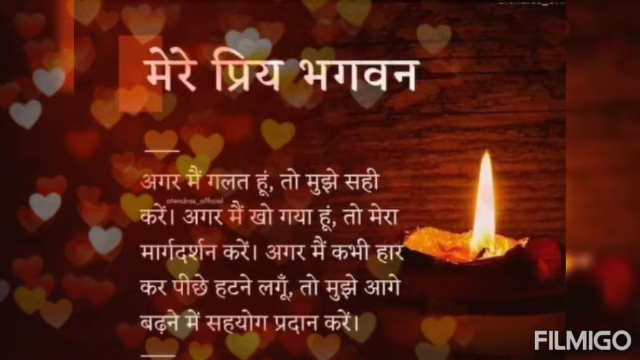 मेरे प्रिय भगवन
अगर मैं गलत हूं, तो मुझे सही
atendras_official
करें। अगर मैं खो गया हूं, तो मेरा
मार्गदर्शन करें। अगर मैं कभी हार
कर पीछे हटने लगूँ, तो मुझे आगे
बढ़ने में सहयोग प्रदान करें।
FILMIGO